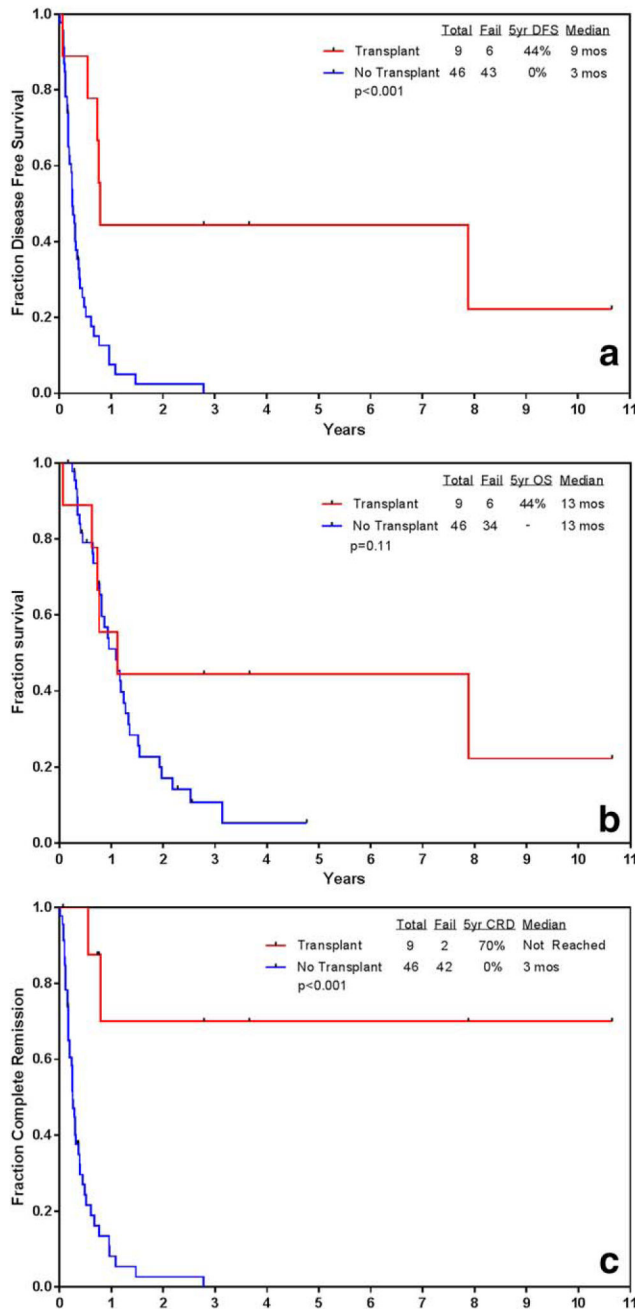 Total Fail 5yr DFS Median
Transplant 9 6 44% 9 mos
No Transplant 46 43 0% 3 mos
p<0.001
Fraction Disease Free Survival
1.0
0.8
0.6
0.4
0.2
0.0
a
0 1 2 3 4 5 6 7 8 9 10 11
Years
Total Fail 5yr OS Median
Transplant 9 6 44% 13 mos
No Transplant 46 34 - 13 mos
p=0.11
Fraction survival
1.0
0.8
0.6
0.4
0.2
0.0
b
0 1 2 3 4 5 6 7 8 9 10 11
Years
Total Fail 5yr CRD Median
Transplant 9 2 70% Not Reached
No Transplant 46 42 0% 3 mos
p<0.001
Fraction Complete Remission
1.0
0.8
0.6
0.4
0.2
0.0
c
0 1 2 3 4 5 6 7 8 9 10 11
Years